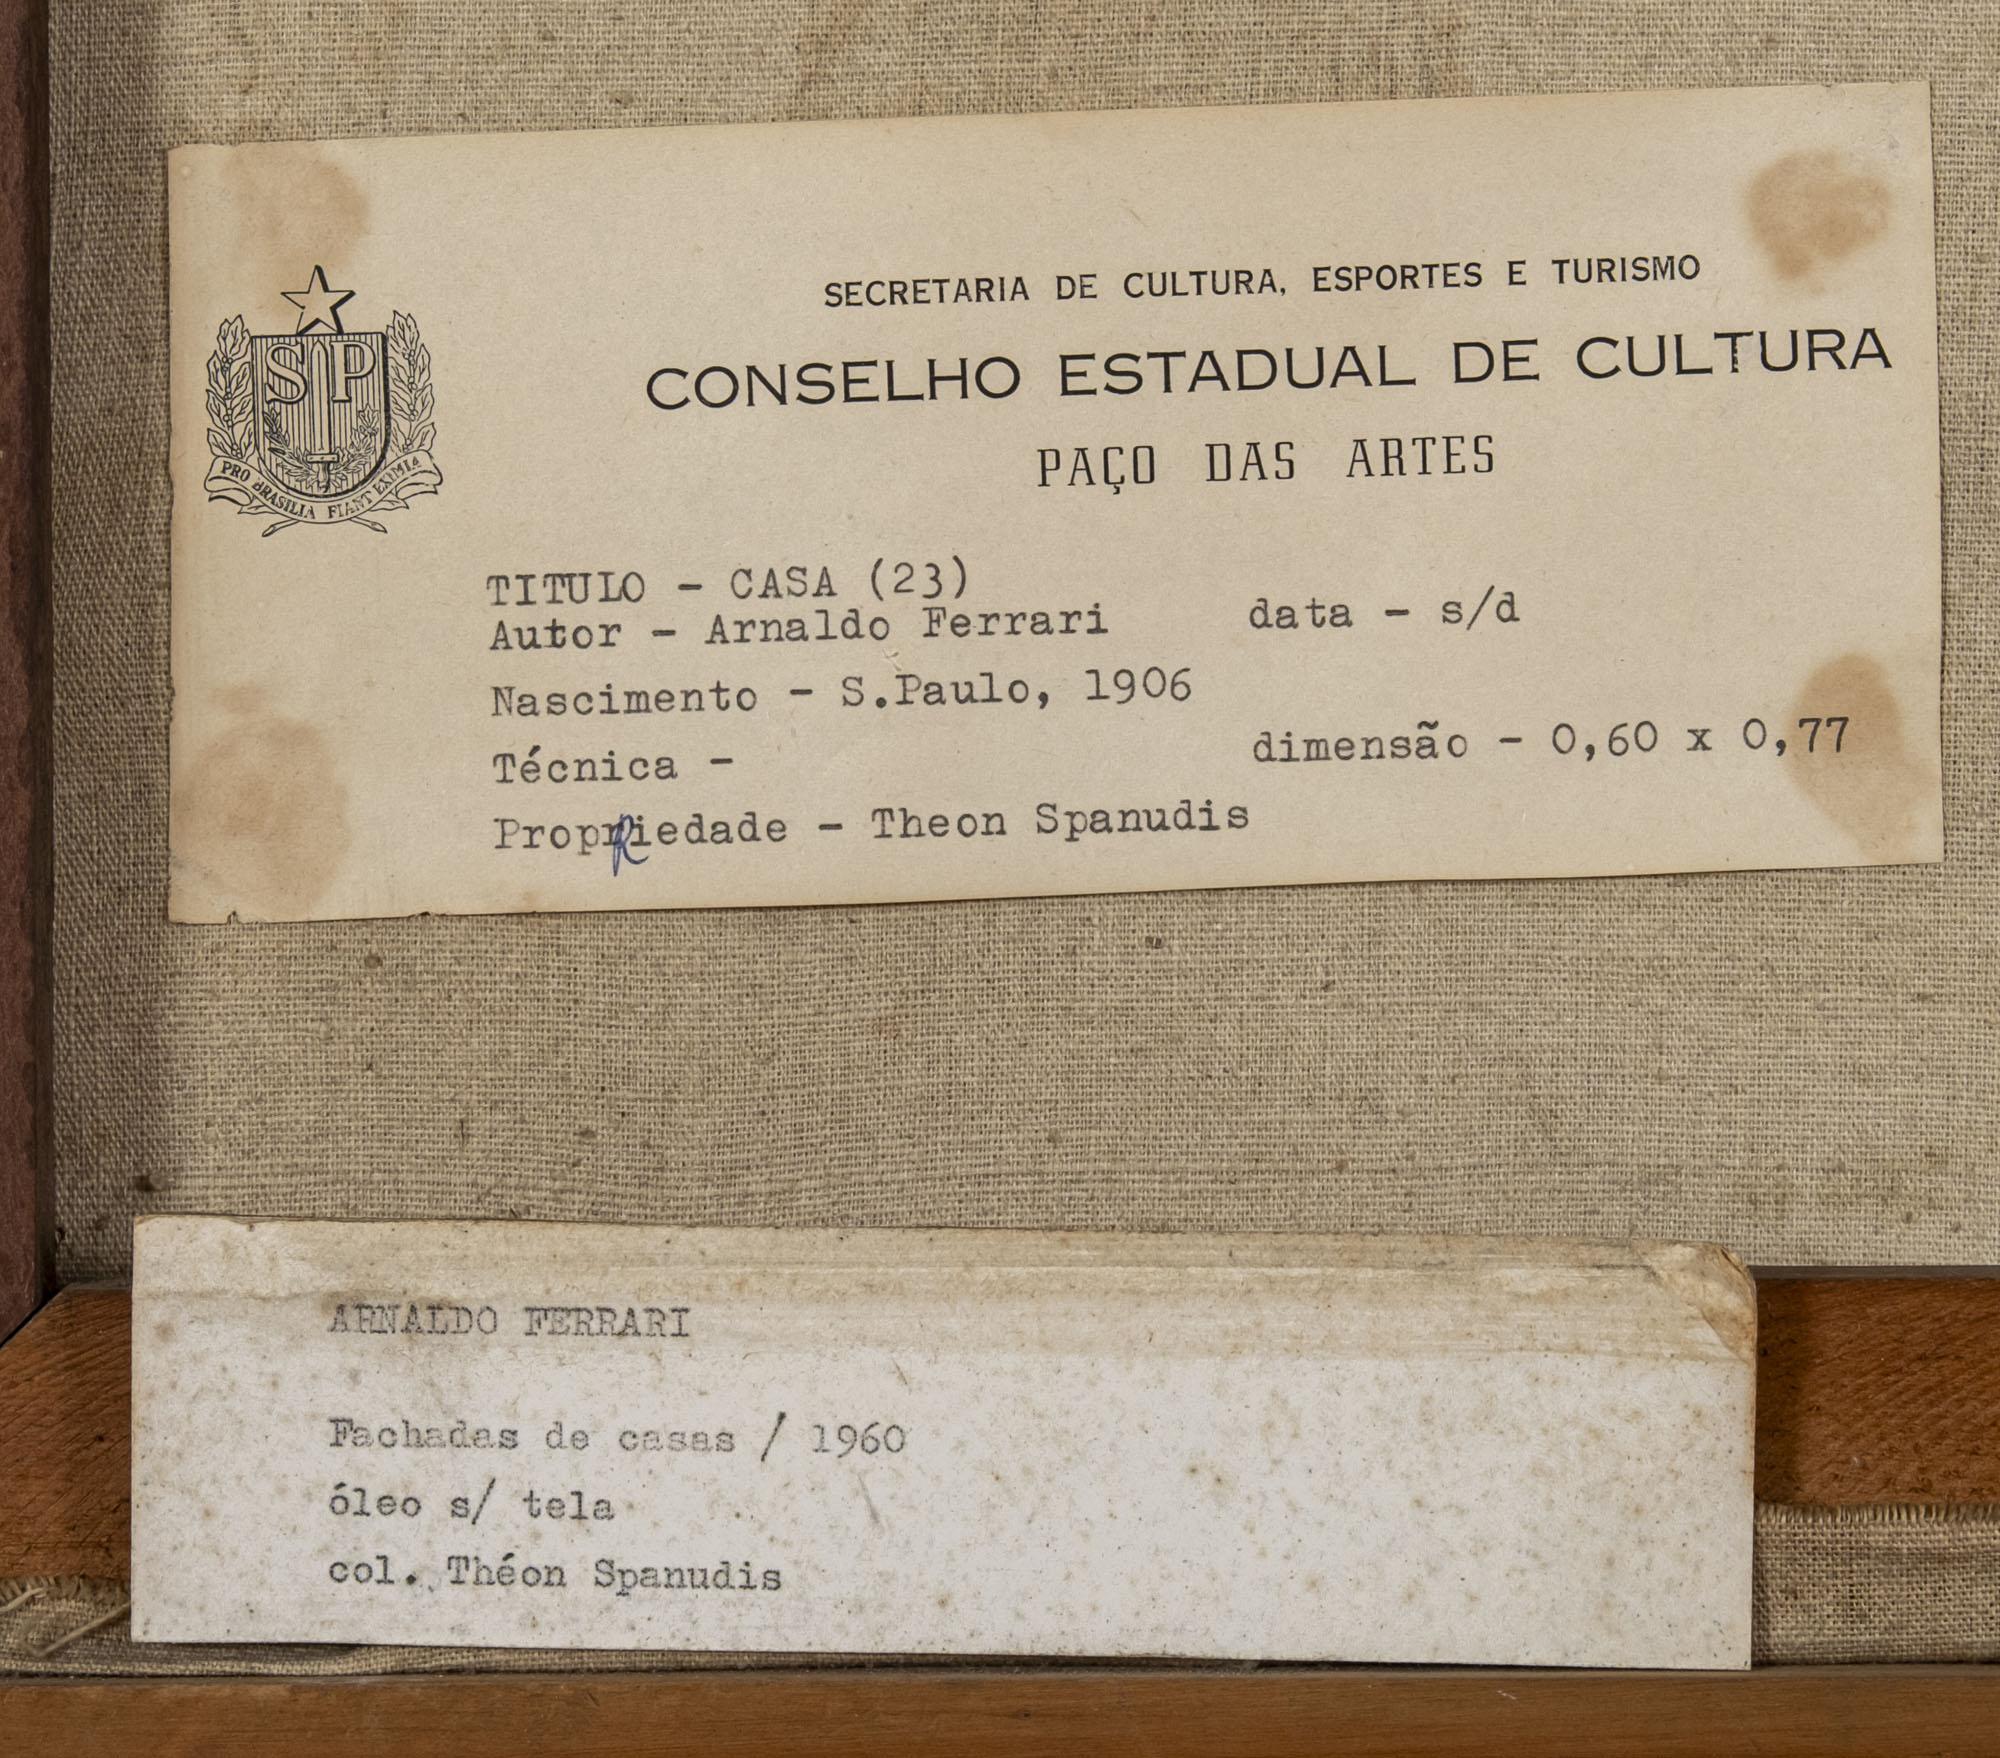 SECRETARIA DE CULTURA, ESPORTES E TURISMO
CONSELHO ESTADUAL DE CULTURA
PAÇO DAS ARTES
SP
PRO BRASILIA FIANT EXIMIA
TITULO - CASA (23)
Autor - Arnaldo Ferrari data - s/d
Nascimento - S.Paulo, 1906
Técnica - dimensão - 0,60 x 0,77
Propriedade - Theon Spanudis
ARNALDO FERRARI
Fachadas de casas / 1960
óleo s/ tela
col. Théon Spanudis